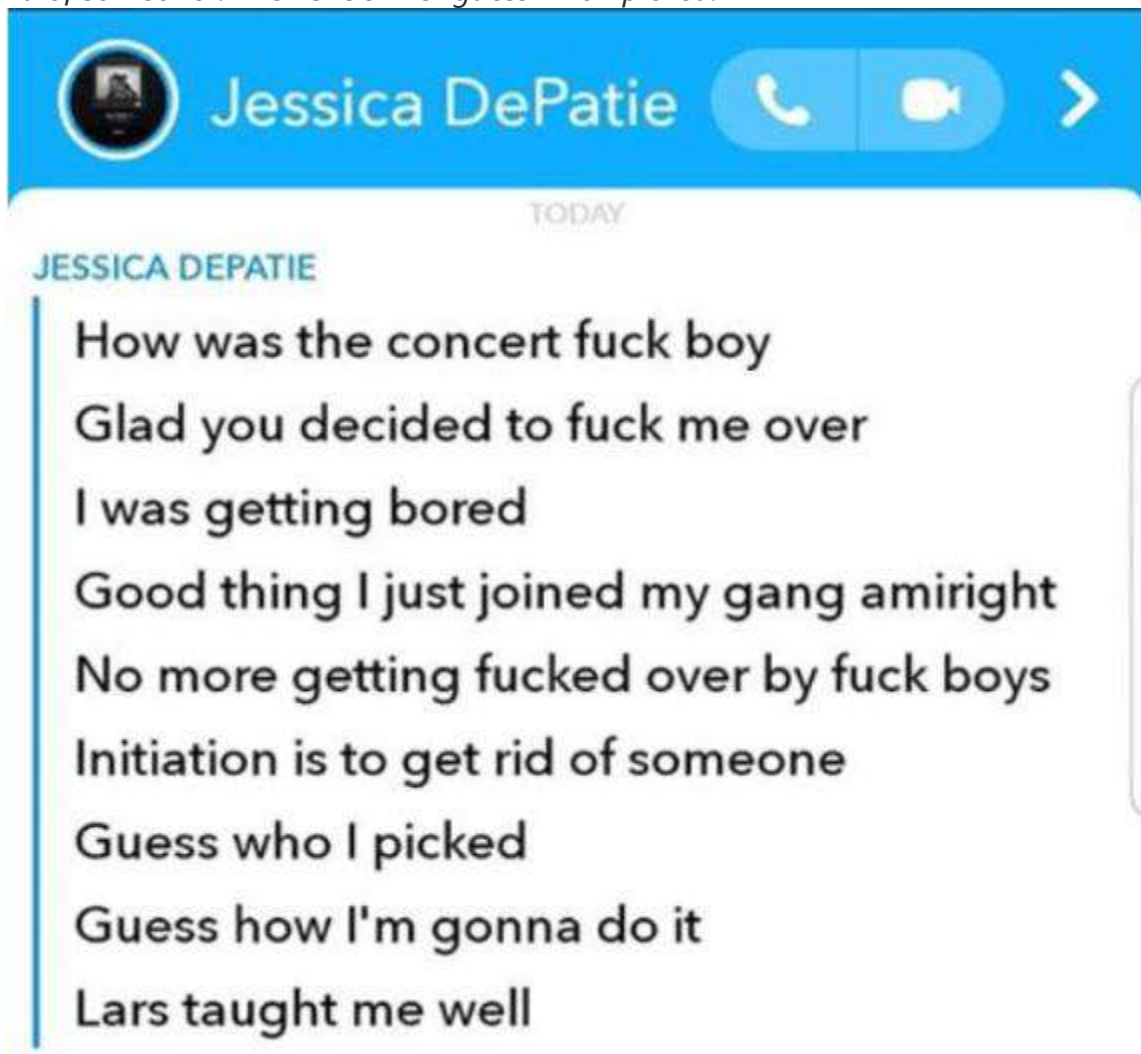 Jessica DePatie
TODAY
JESSICA DEPATIE
How was the concert fuck boy
Glad you decided to fuck me over
I was getting bored
Good thing I just joined my gang amiright
No more getting fucked over by fuck boys
Initiation is to get rid of someone
Guess who I picked
Guess how I'm gonna do it
Lars taught me well